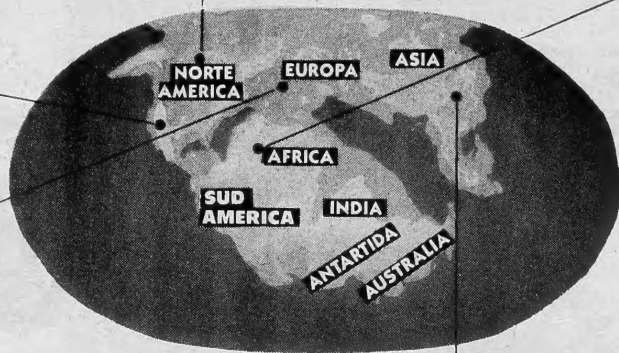 NORTE
AMERICA
EUROPA
ASIA
AFRICA
SUD
AMERICA
INDIA
ANTARTIDA
AUSTRALIA